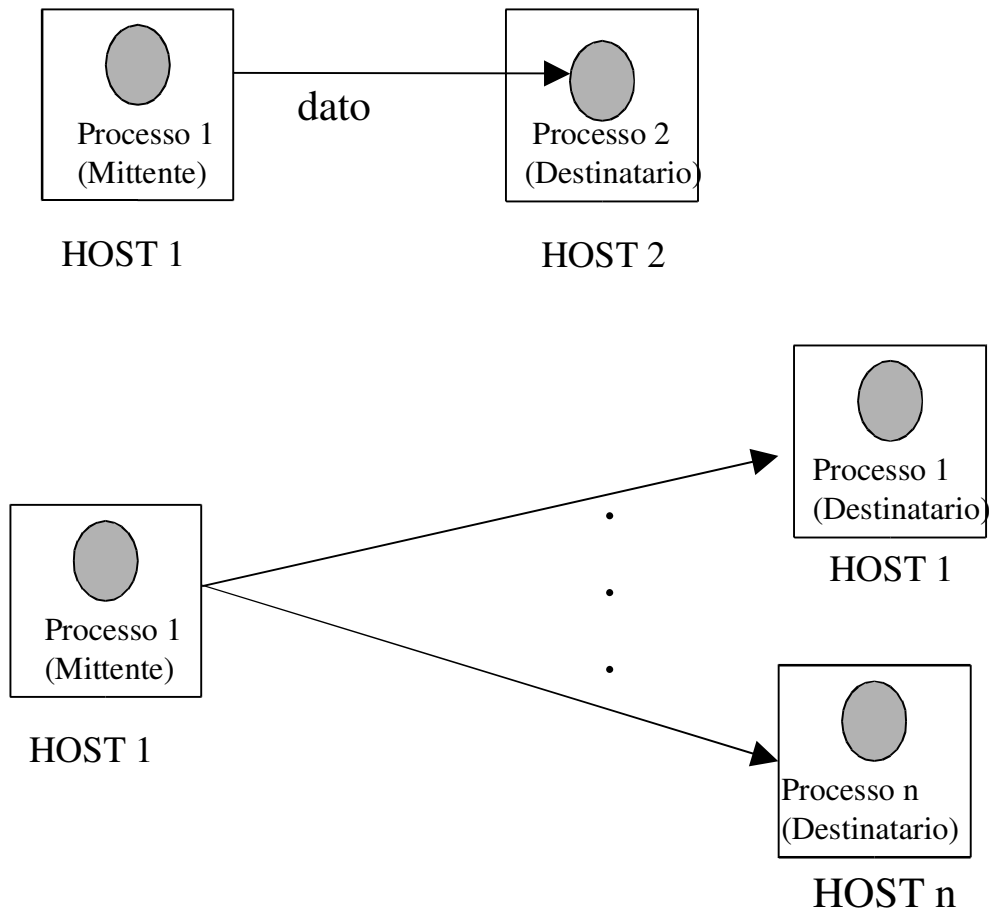 Processo 1
(Mittente)
HOST 1
dato
Processo 2
(Destinatario)
HOST 2
Processo 1
(Mittente)
HOST 1
Processo 1
(Destinatario)
HOST 1
Processo n
(Destinatario)
HOST n